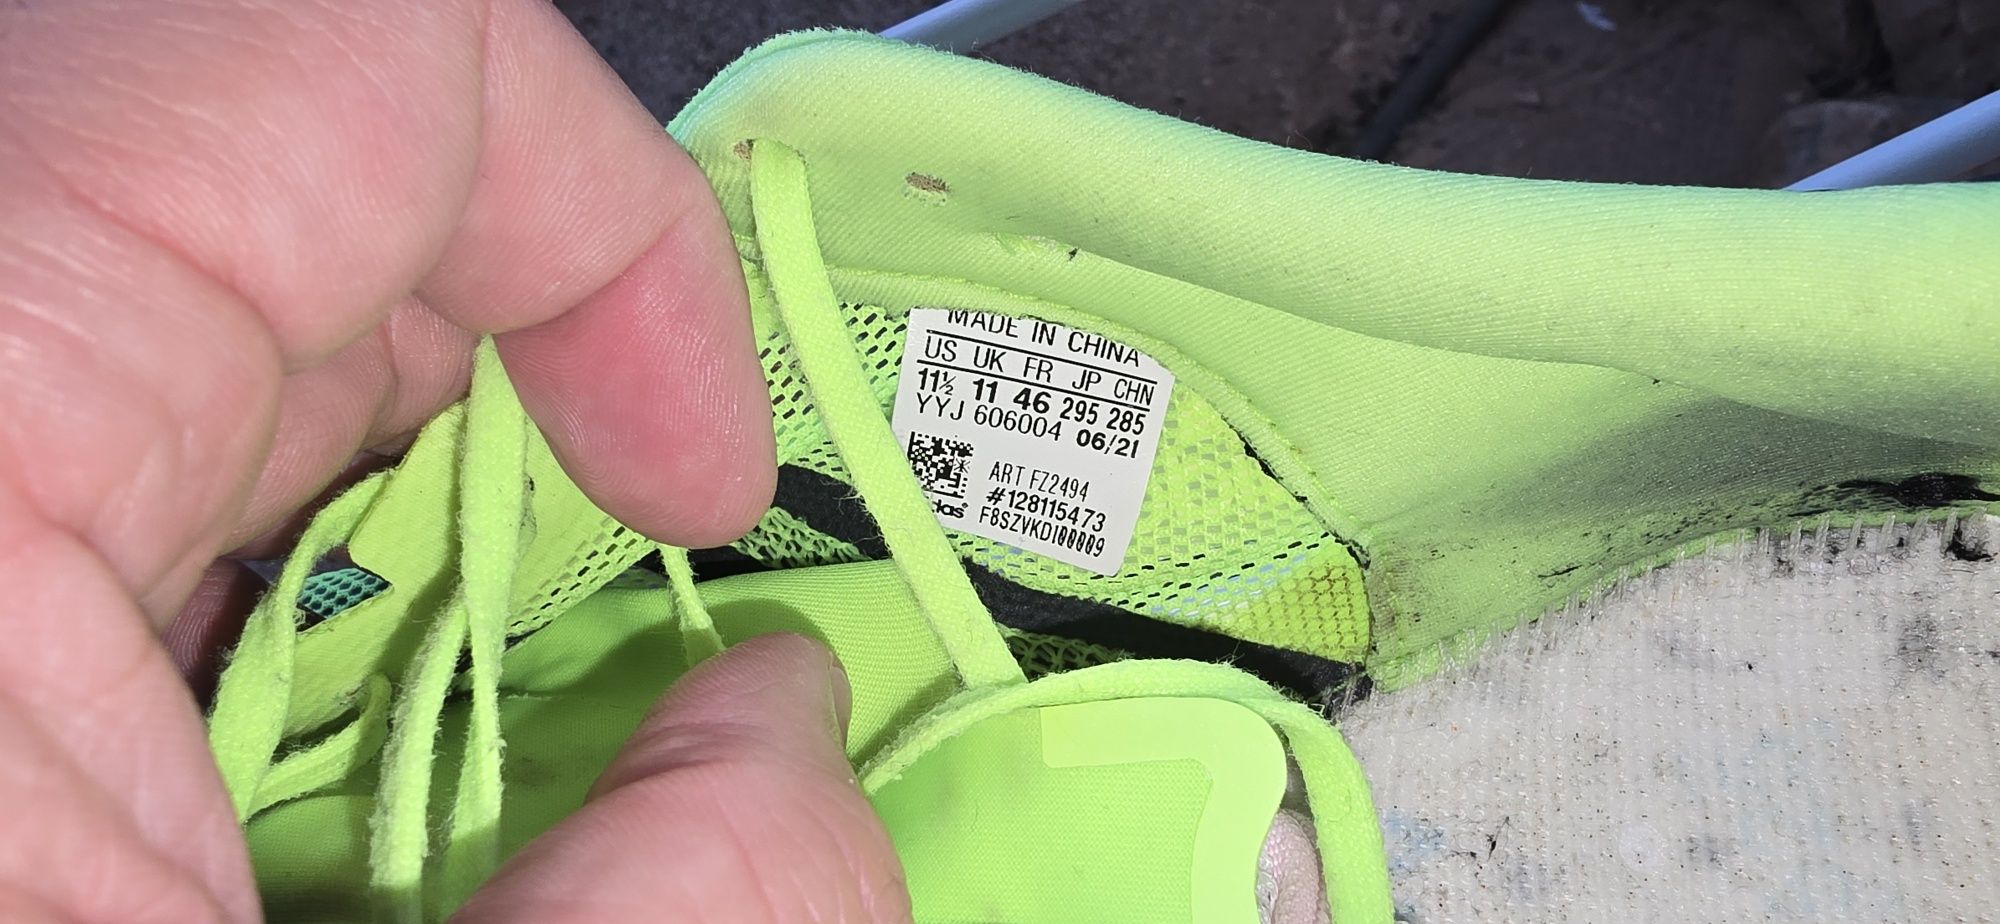 MADE IN CHINA
US UK FR JP CHN
11½ 11 46 295 285
YYJ 606004 06/21
ART FZ2494
#128115473
F8SZVKDI00009